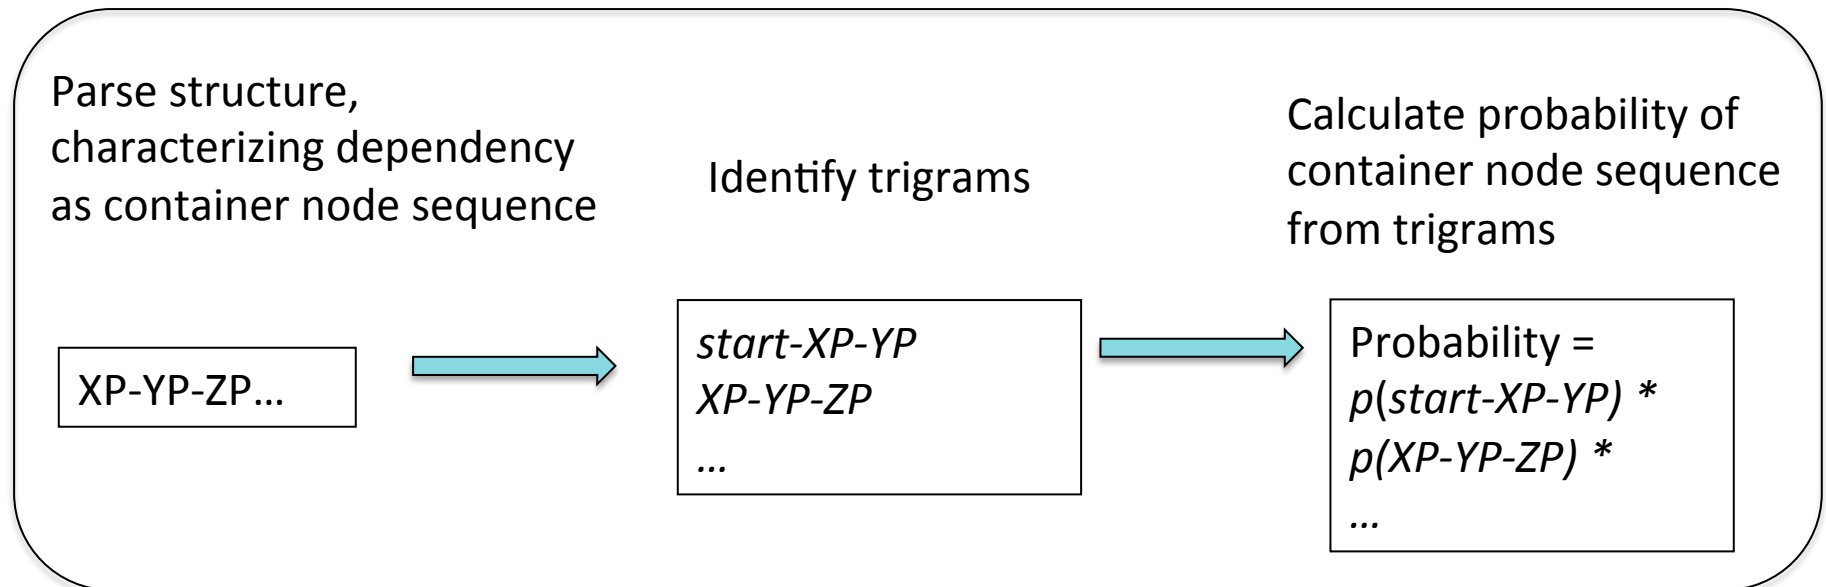 Parse structure,
characterizing dependency
as container node sequence
Identify trigrams
Calculate probability of
container node sequence
from trigrams
XP-YP-ZP…
start-XP-YP
XP-YP-ZP
…
Probability =
p(start-XP-YP) *
p(XP-YP-ZP) *
…